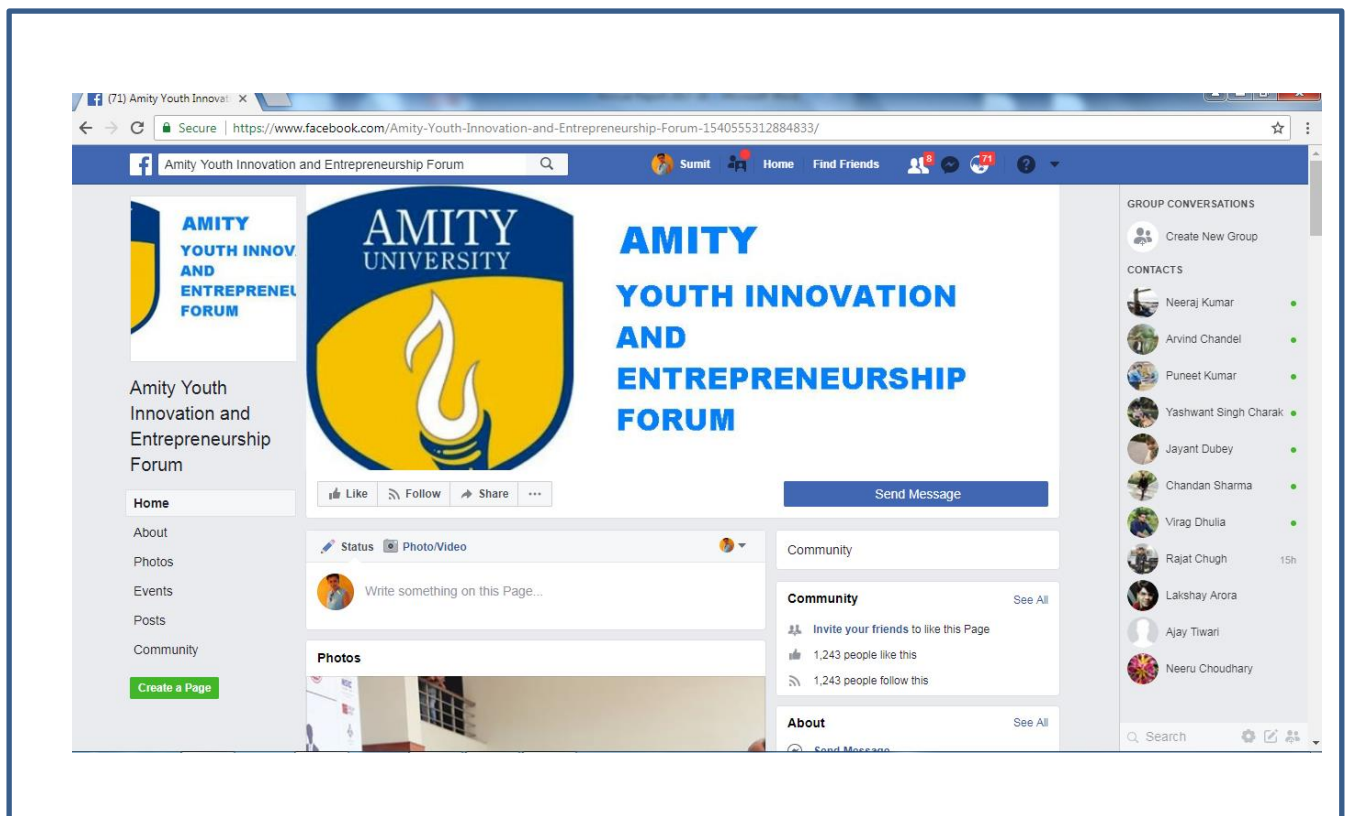 (71) Amity Youth Innovat
Secure | https://www.facebook.com/Amity-Youth-Innovation-and-Entrepreneurship-Forum-1540555312884833/
Amity Youth Innovation and Entrepreneurship Forum
Sumit
Home
Find Friends
8
71
AMITY
YOUTH INNOV
AND
ENTREPRENEU
FORUM
AMITY
UNIVERSITY
AMITY
YOUTH INNOVATION
AND
ENTREPRENEURSHIP
FORUM
Amity Youth
Innovation and
Entrepreneurship
Forum
Home
About
Photos
Events
Posts
Community
Create a Page
Like
Follow
Share
Send Message
Status
Photo/Video
Write something on this Page...
Photos
Community
Community
See All
Invite your friends to like this Page
1,243 people like this
1,243 people follow this
About
See All
Send Message
GROUP CONVERSATIONS
Create New Group
CONTACTS
Neeraj Kumar
Arvind Chandel
Puneet Kumar
Yashwant Singh Charak
Jayant Dubey
Chandan Sharma
Virag Dhulia
Rajat Chugh 15h
Lakshay Arora
Ajay Tiwari
Neeru Choudhary
Search